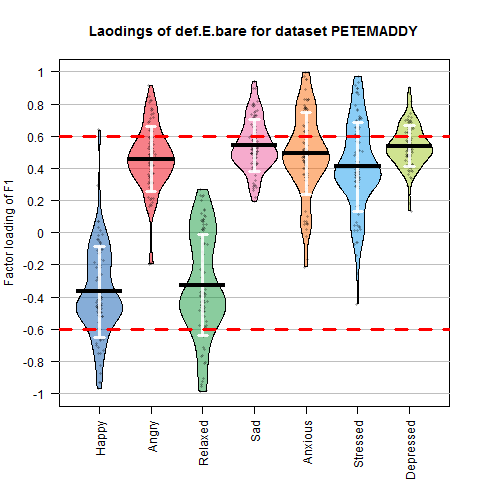 Laodings of def.E.bare for dataset PETEMADDY
Factor loading of F1
1
0.8
0.6
0.4
0.2
0
-0.2
-0.4
-0.6
-0.8
-1
Happy
Angry
Relaxed
Sad
Anxious
Stressed
Depressed